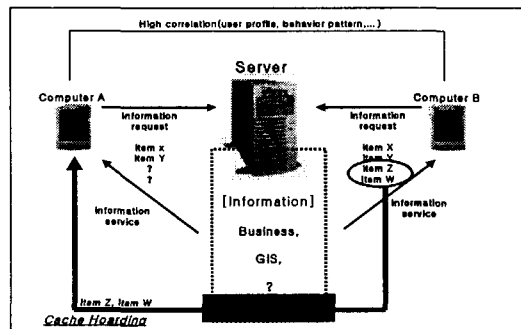 High correlation(user profile, behavior pattern,...)
Server
Computer A
Computer B
Information request
Information request
Item x
Item Y
?
?
Item X
Item Y
Item Z
Item W
Information service
Information service
[Information]
Business,
GIS,
?
Item Z, Item W
Cache Hoarding